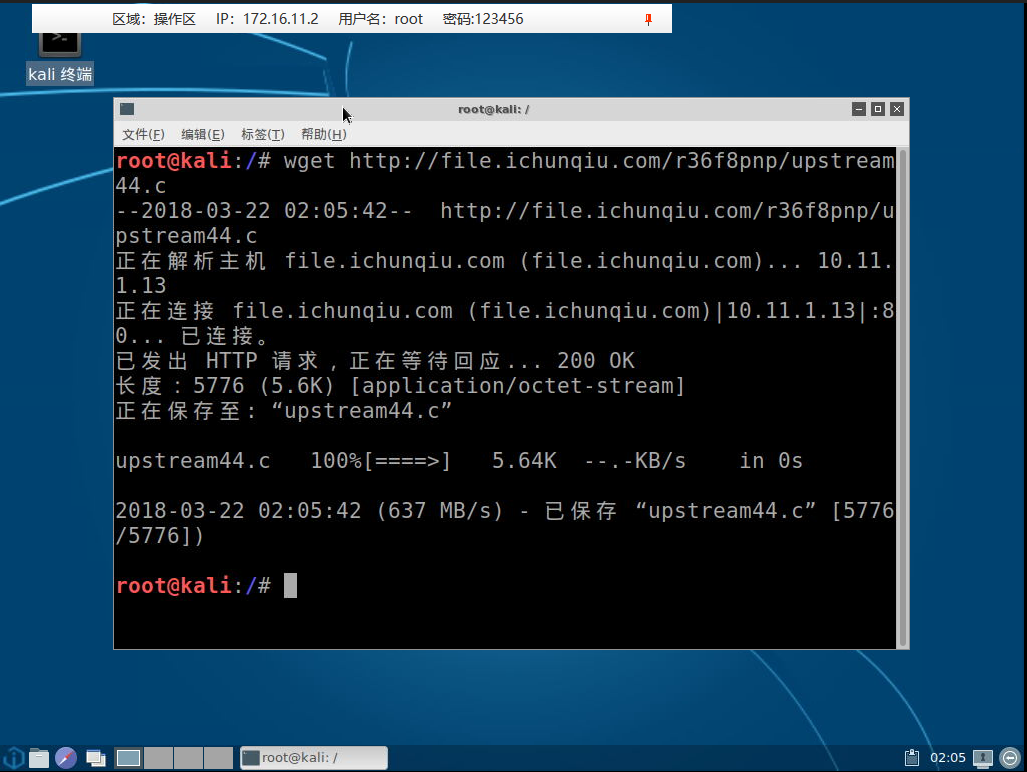 区域：操作区 IP：172.16.11.2 用户名：root 密码:123456
>_
kali 终端
root@kali: /
文件(F) 编辑(E) 标签(T) 帮助(H)
root@kali:/# wget http://file.ichunqiu.com/r36f8pnp/upstream
44.c
--2018-03-22 02:05:42--  http://file.ichunqiu.com/r36f8pnp/u
pstream44.c
正在解析主机 file.ichunqiu.com (file.ichunqiu.com)... 10.11.
1.13
正在连接 file.ichunqiu.com (file.ichunqiu.com)|10.11.1.13|:8
0... 已连接。
已发出 HTTP 请求，正在等待回应... 200 OK
长度：5776 (5.6K) [application/octet-stream]
正在保存至: “upstream44.c”
upstream44.c   100%[====>]   5.64K  --.-KB/s    in 0s
2018-03-22 02:05:42 (637 MB/s) - 已保存 “upstream44.c” [5776
/5776])
root@kali:/#
root@kali: /
02:05